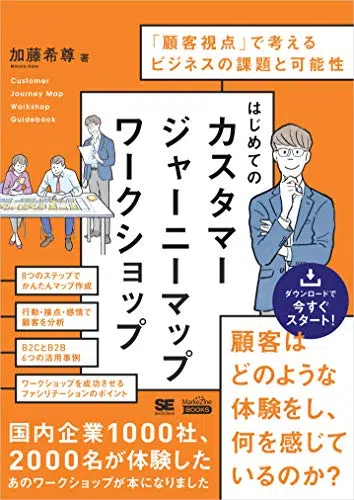 加藤希尊 著
Mikoto Kato
Customer
Journey Map
Workshop
Guidebook
「顧客視点」で考える
ビジネスの課題と可能性
はじめての
カスタマー
ジャーニーマップ
ワークショップ
8つのステップで
かんたんマップ作成
行動・接点・感情で
顧客を分析
B2CとB2B
6つの活用事例
ワークショップを成功させる
ファシリテーションのポイント
ダウンロードで
今すぐ
スタート!
顧客は
どのような
体験をし、
何を感じて
いるのか?
SE
SHOEISHA
MarkeZine
BOOKS
国内企業1000社、
2000名が体験した
あのワークショップが本になりました